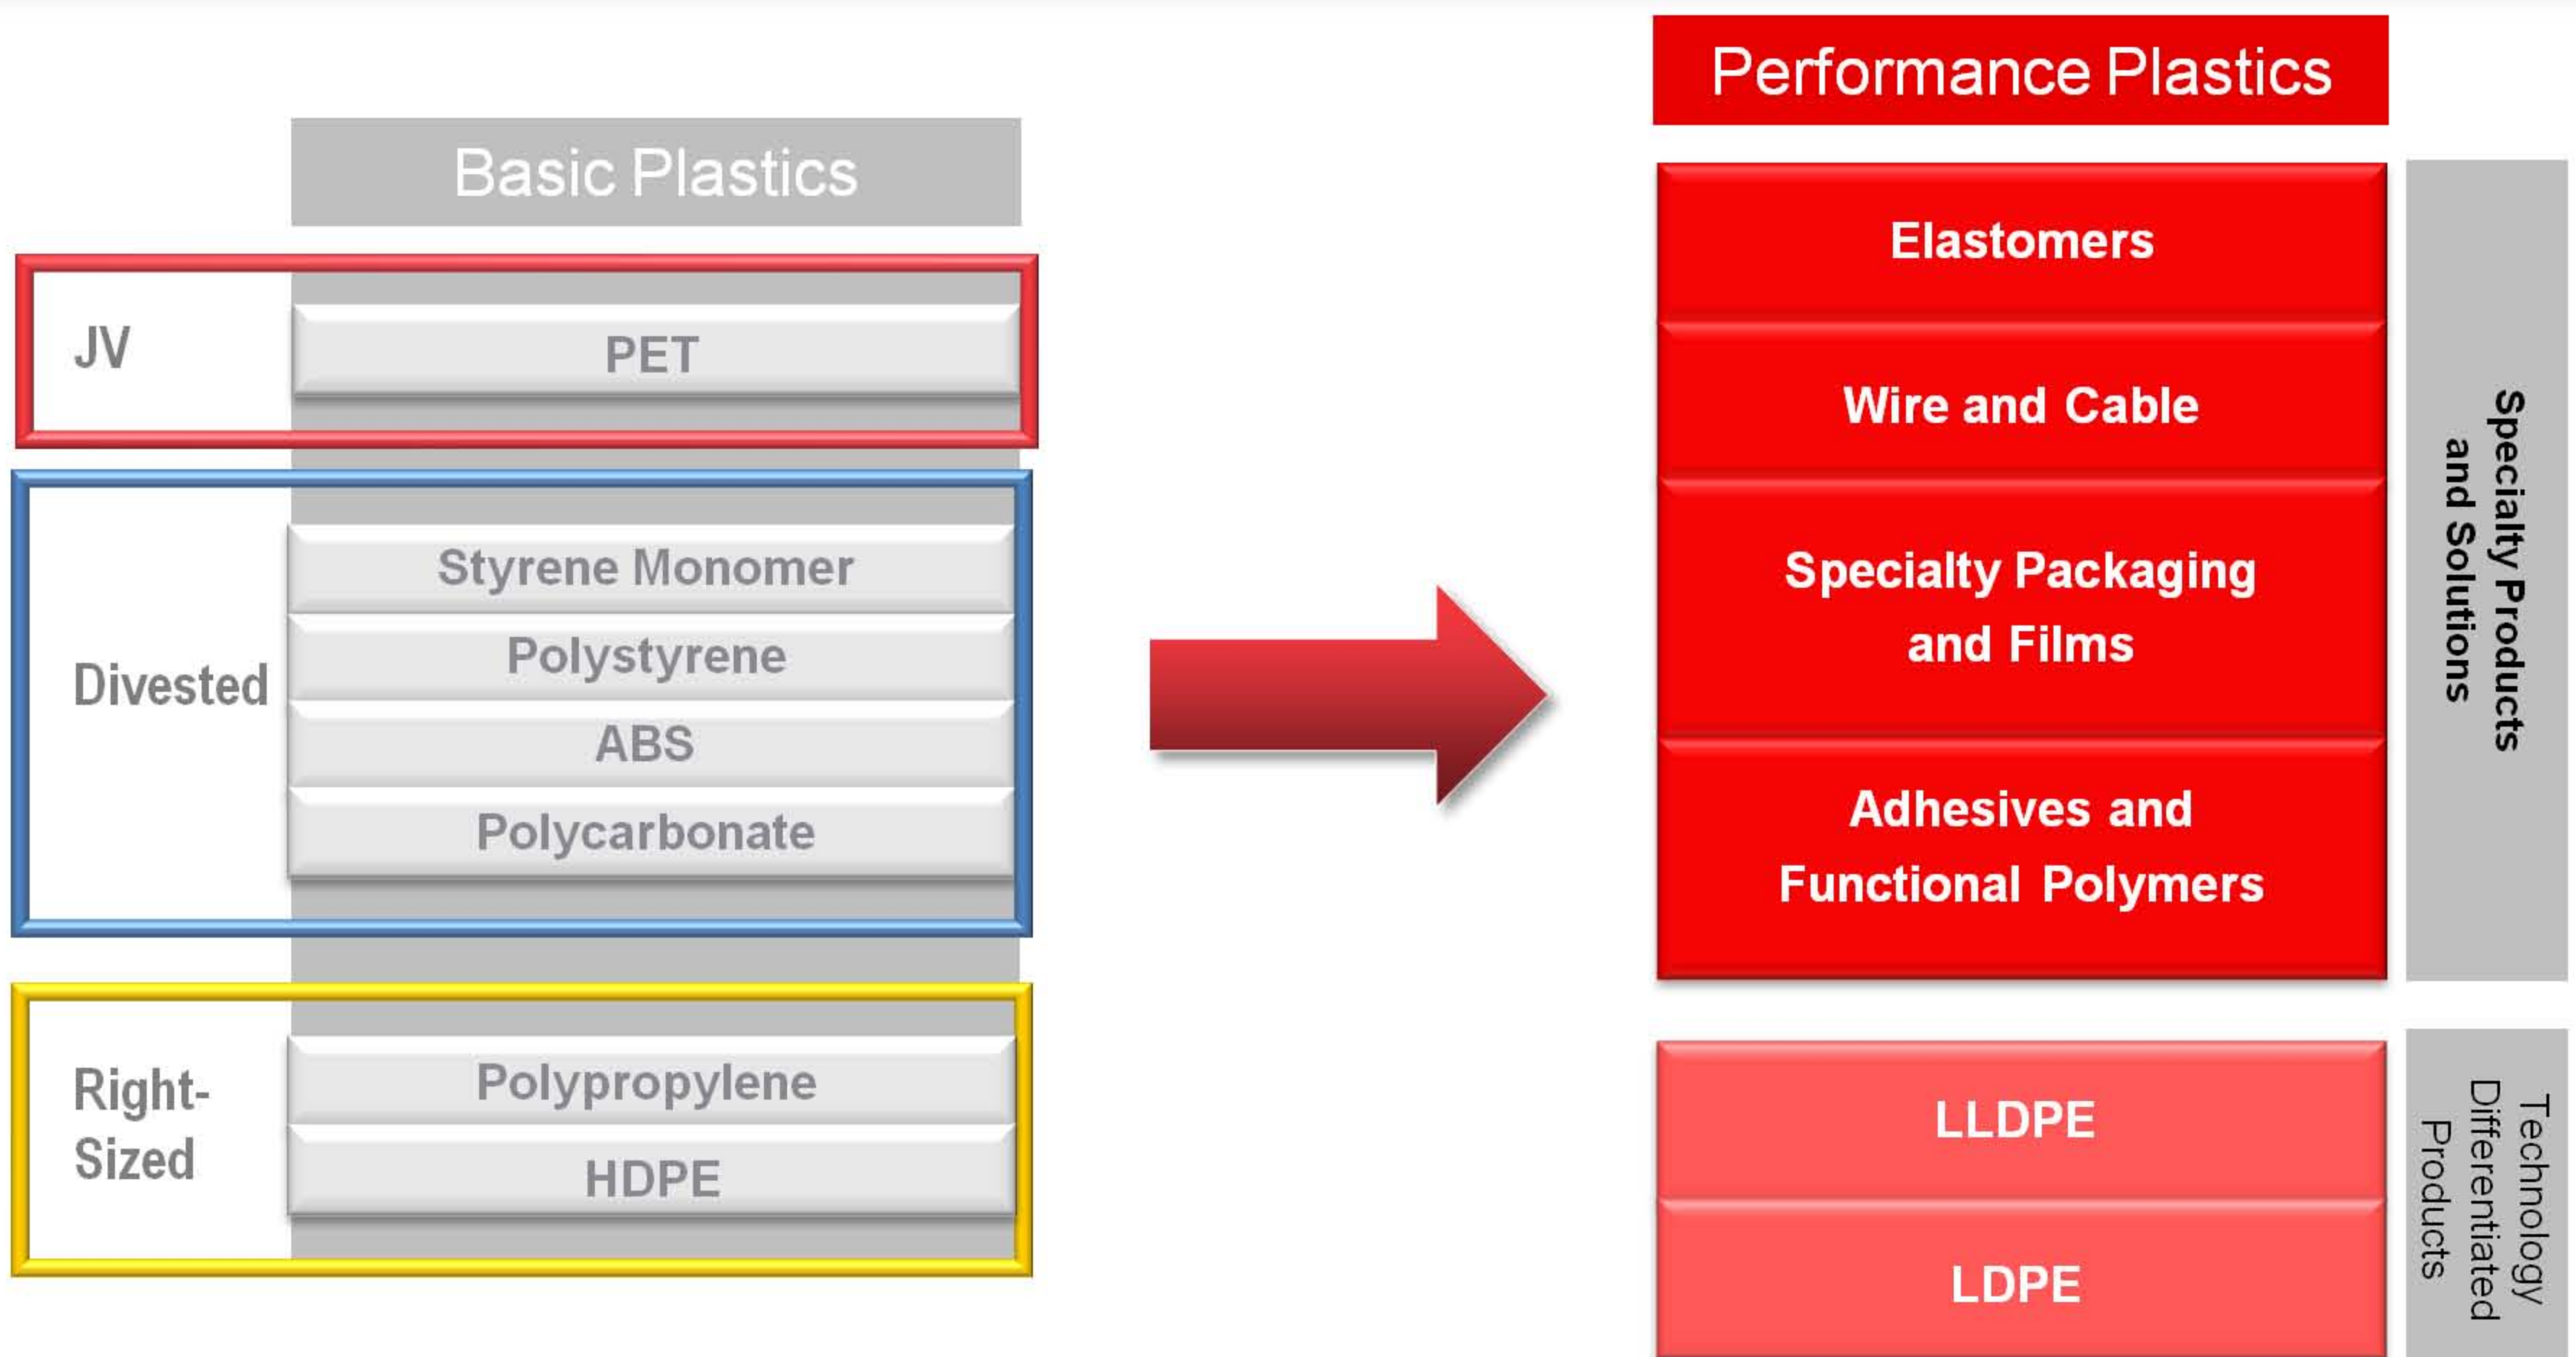 Basic Plastics
JV
PET
Divested
Styrene Monomer
Polystyrene
ABS
Polycarbonate
Right-
Sized
Polypropylene
HDPE
Performance Plastics
Elastomers
Wire and Cable
Specialty Packaging
and Films
Adhesives and
Functional Polymers
Specialty Products
and Solutions
LLDPE
LDPE
Technology
Differentiated
Products